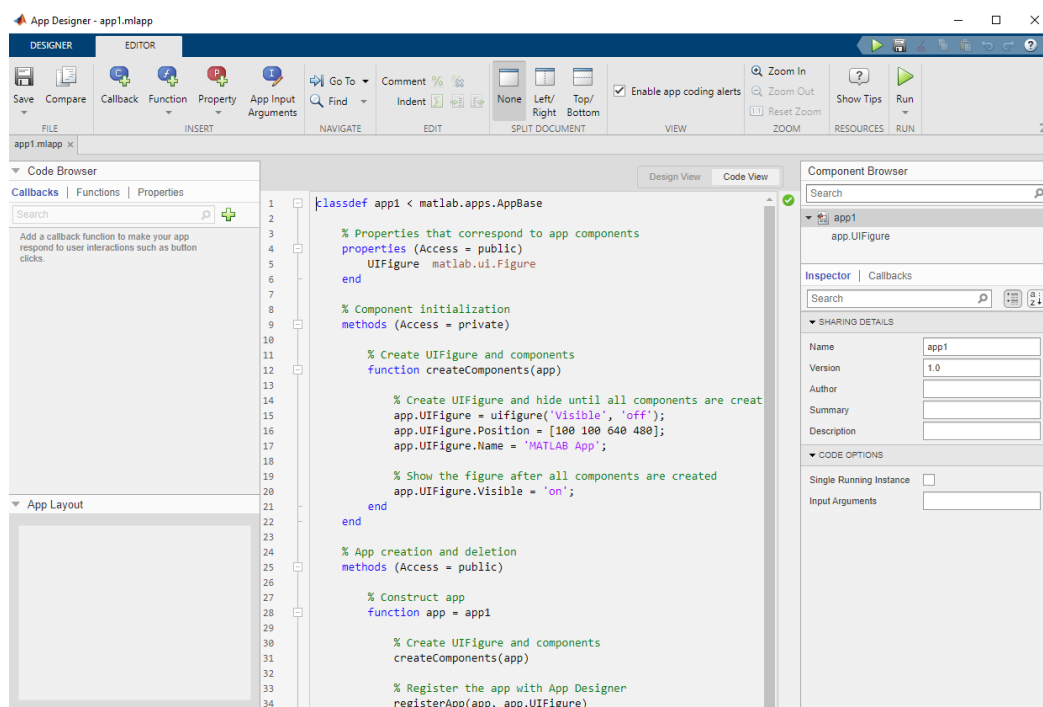 App Designer - app1.mlapp
DESIGNER EDITOR
Save Compare Callback Function Property App Input Arguments
Go To Find
Comment Indent
None Left/Right Top/Bottom
Enable app coding alerts
Zoom In
Zoom Out
Reset Zoom
Show Tips Run
FILE INSERT NAVIGATE EDIT SPLIT DOCUMENT VIEW ZOOM RESOURCES RUN
app1.mlapp ×
Code Browser
Callbacks | Functions | Properties
Search
Add a callback function to make your app
respond to user interactions such as button
clicks.
App Layout
Design View Code View
1 classdef app1 < matlab.apps.AppBase
2
3 % Properties that correspond to app components
4 properties (Access = public)
5 UIFigure matlab.ui.Figure
6 end
7
8 % Component initialization
9 methods (Access = private)
10
11 % Create UIFigure and components
12 function createComponents(app)
13
14 % Create UIFigure and hide until all components are creat
15 app.UIFigure = uifigure('Visible', 'off');
16 app.UIFigure.Position = [100 100 640 480];
17 app.UIFigure.Name = 'MATLAB App';
18
19 % Show the figure after all components are created
20 app.UIFigure.Visible = 'on';
21 end
22 end
23
24 % App creation and deletion
25 methods (Access = public)
26
27 % Construct app
28 function app = app1
29
30 % Create UIFigure and components
31 createComponents(app)
32
33 % Register the app with App Designer
34 registerApp(app, app.UIFigure)
Component Browser
Search
app1
app.UIFigure
Inspector | Callbacks
Search
SHARING DETAILS
Name app1
Version 1.0
Author
Summary
Description
CODE OPTIONS
Single Running Instance
Input Arguments